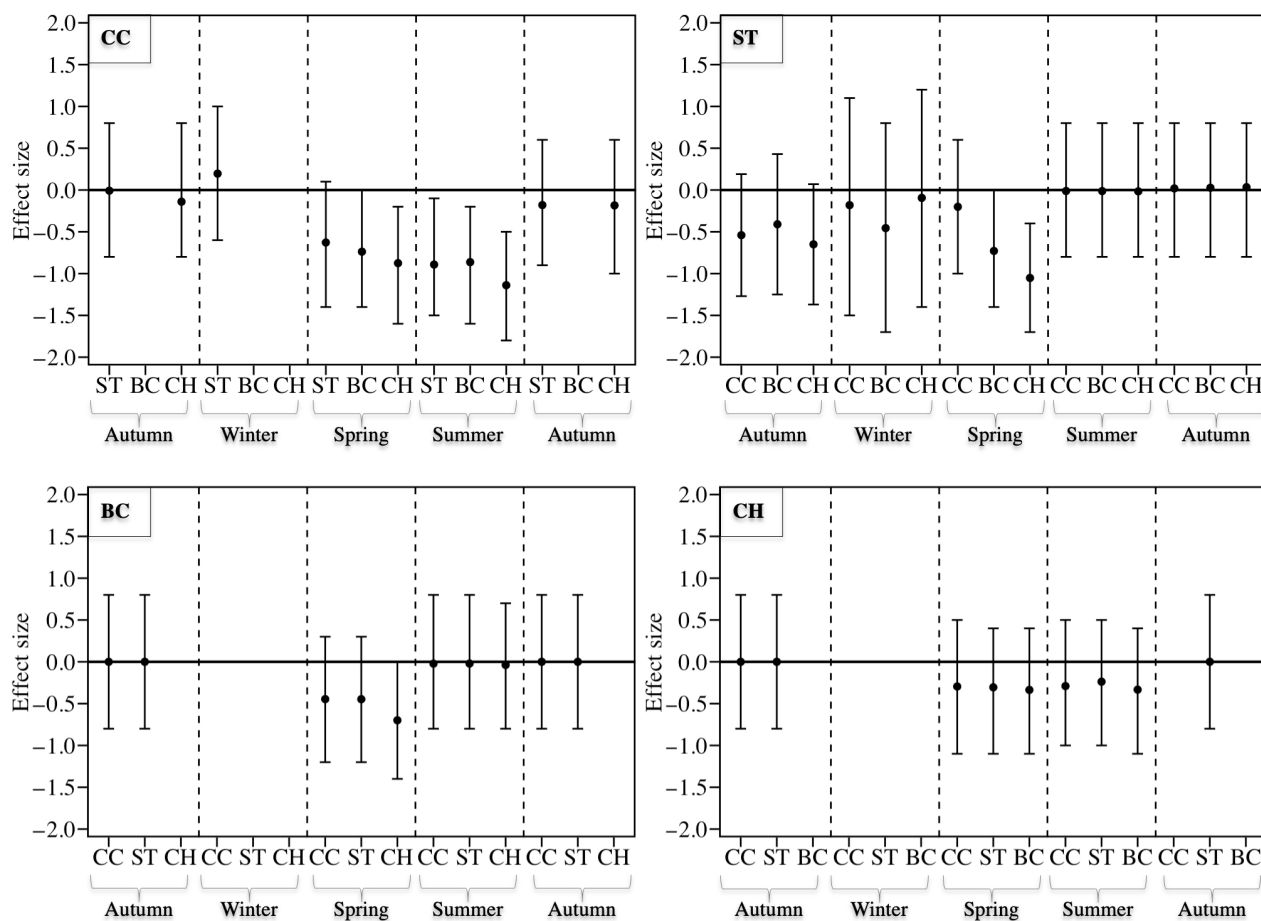 CC
2.0
1.5
1.0
0.5
0.0
−0.5
−1.0
−1.5
−2.0
Effect size
ST BC CH ST BC CH ST BC CH ST BC CH ST BC CH
Autumn Winter Spring Summer Autumn
ST
2.0
1.5
1.0
0.5
0.0
−0.5
−1.0
−1.5
−2.0
Effect size
CC BC CH CC BC CH CC BC CH CC BC CH CC BC CH
Autumn Winter Spring Summer Autumn
BC
2.0
1.5
1.0
0.5
0.0
−0.5
−1.0
−1.5
−2.0
Effect size
CC ST CH CC ST CH CC ST CH CC ST CH CC ST CH
Autumn Winter Spring Summer Autumn
CH
2.0
1.5
1.0
0.5
0.0
−0.5
−1.0
−1.5
−2.0
Effect size
CC ST BC CC ST BC CC ST BC CC ST BC ST BC
Autumn Winter Spring Summer Autumn